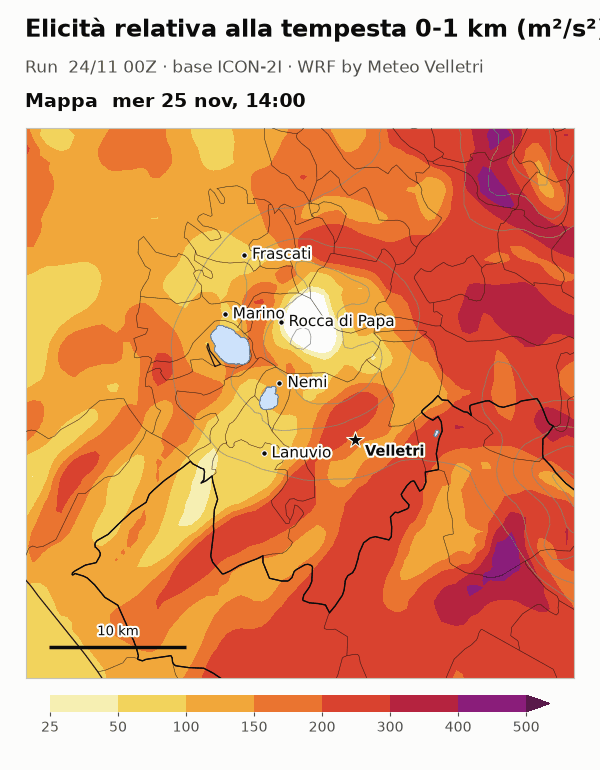 Elicità relativa alla tempesta 0-1 km (m²/s²)
Run  24/11 00Z · base ICON-2I · WRF by Meteo Velletri
Mappa  mer 25 nov, 14:00
Frascati
Marino
Rocca di Papa
Nemi
Velletri
Lanuvio
10 km
25 50 100 150 200 300 400 500